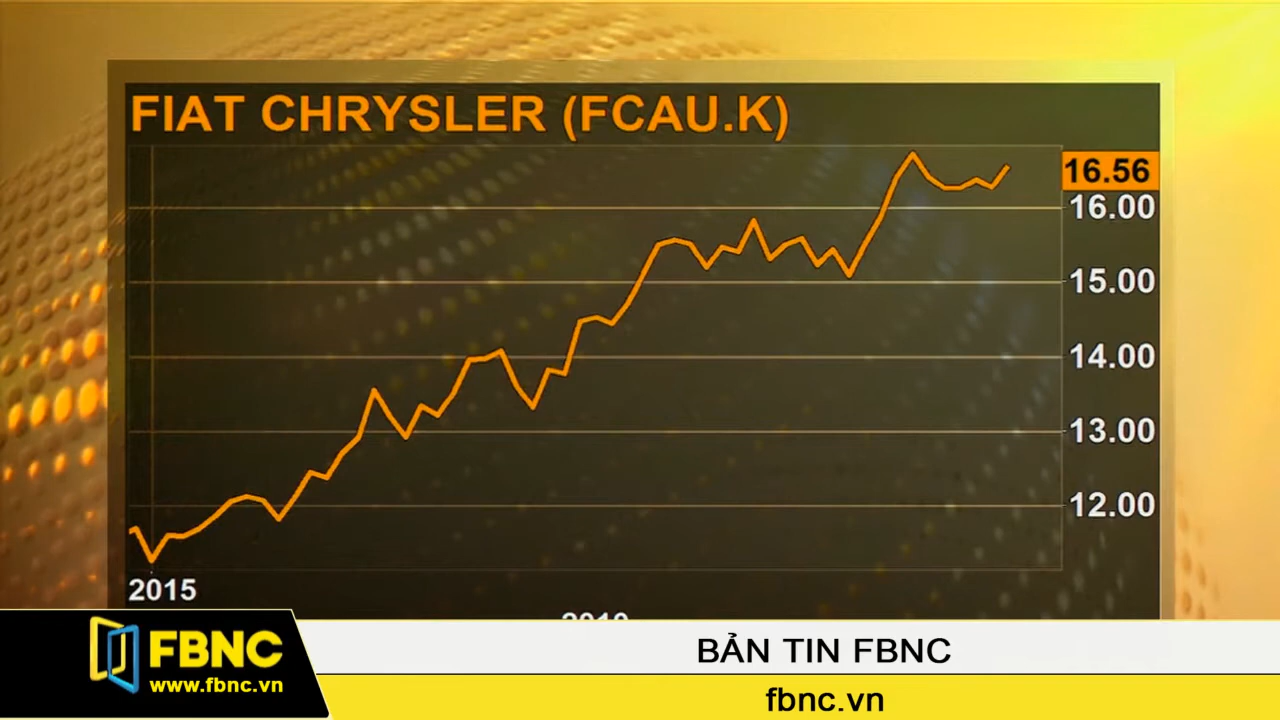 FIAT CHRYSLER (FCAU.K)
16.56
16.00
15.00
14.00
13.00
12.00
2015
FBNC
www.fbnc.vn
BẢN TIN FBNC
fbnc.vn